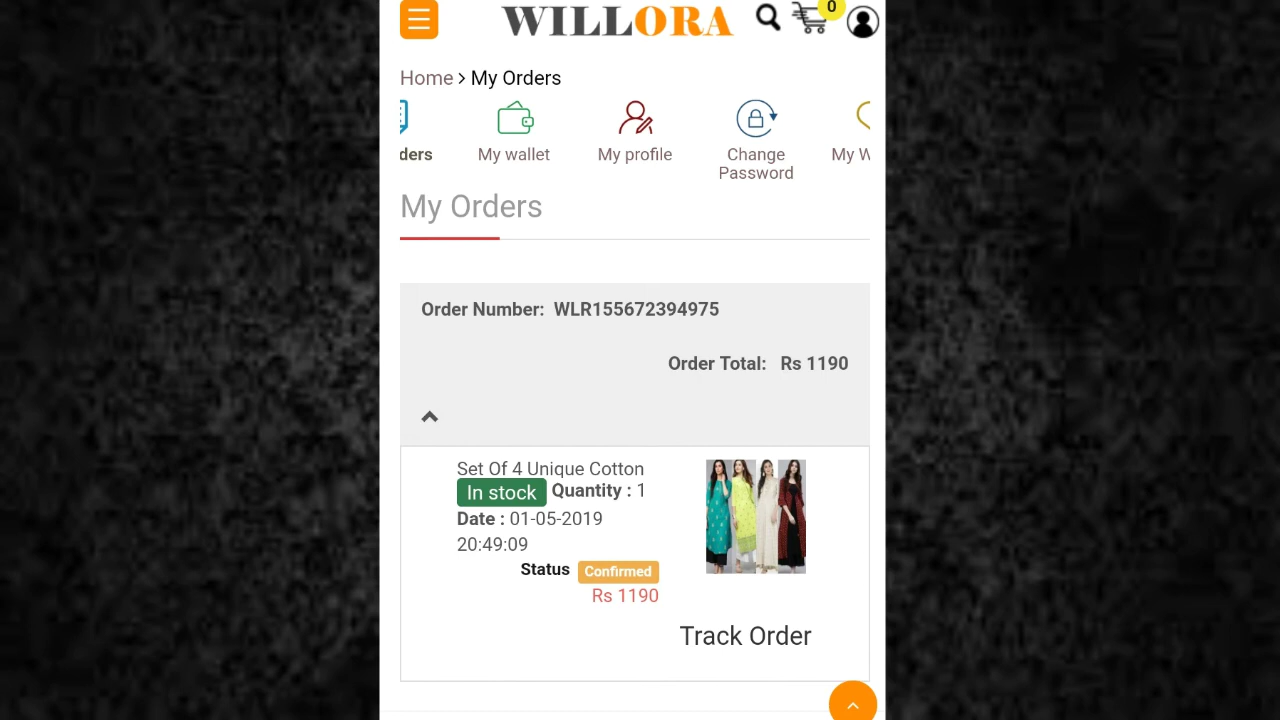 WILLORA
0
Home > My Orders
ders
My wallet
My profile
Change
Password
My W
My Orders
Order Number: WLR155672394975
Order Total: Rs 1190
Set Of 4 Unique Cotton
In stock Quantity : 1
Date : 01-05-2019
20:49:09
Status Confirmed
Rs 1190
Track Order